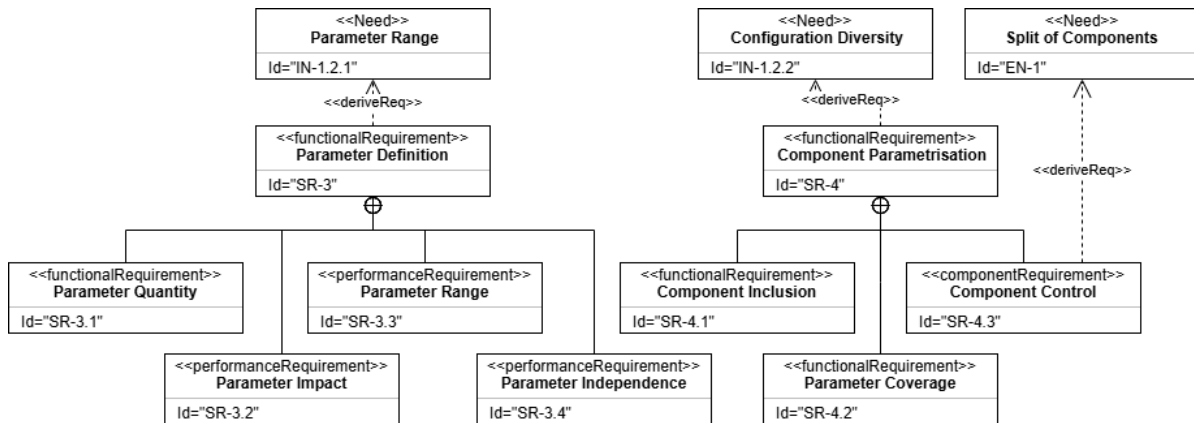 <<Need>>
Parameter Range
Id="IN-1.2.1"
<<Need>>
Configuration Diversity
Id="IN-1.2.2"
<<Need>>
Split of Components
Id="EN-1"
<<deriveReq>>
<<deriveReq>>
<<functionalRequirement>>
Parameter Definition
Id="SR-3"
<<functionalRequirement>>
Component Parametrisation
Id="SR-4"
<<deriveReq>>
<<functionalRequirement>>
Parameter Quantity
Id="SR-3.1"
<<performanceRequirement>>
Parameter Range
Id="SR-3.3"
<<functionalRequirement>>
Component Inclusion
Id="SR-4.1"
<<componentRequirement>>
Component Control
Id="SR-4.3"
<<performanceRequirement>>
Parameter Impact
Id="SR-3.2"
<<performanceRequirement>>
Parameter Independence
Id="SR-3.4"
<<functionalRequirement>>
Parameter Coverage
Id="SR-4.2"